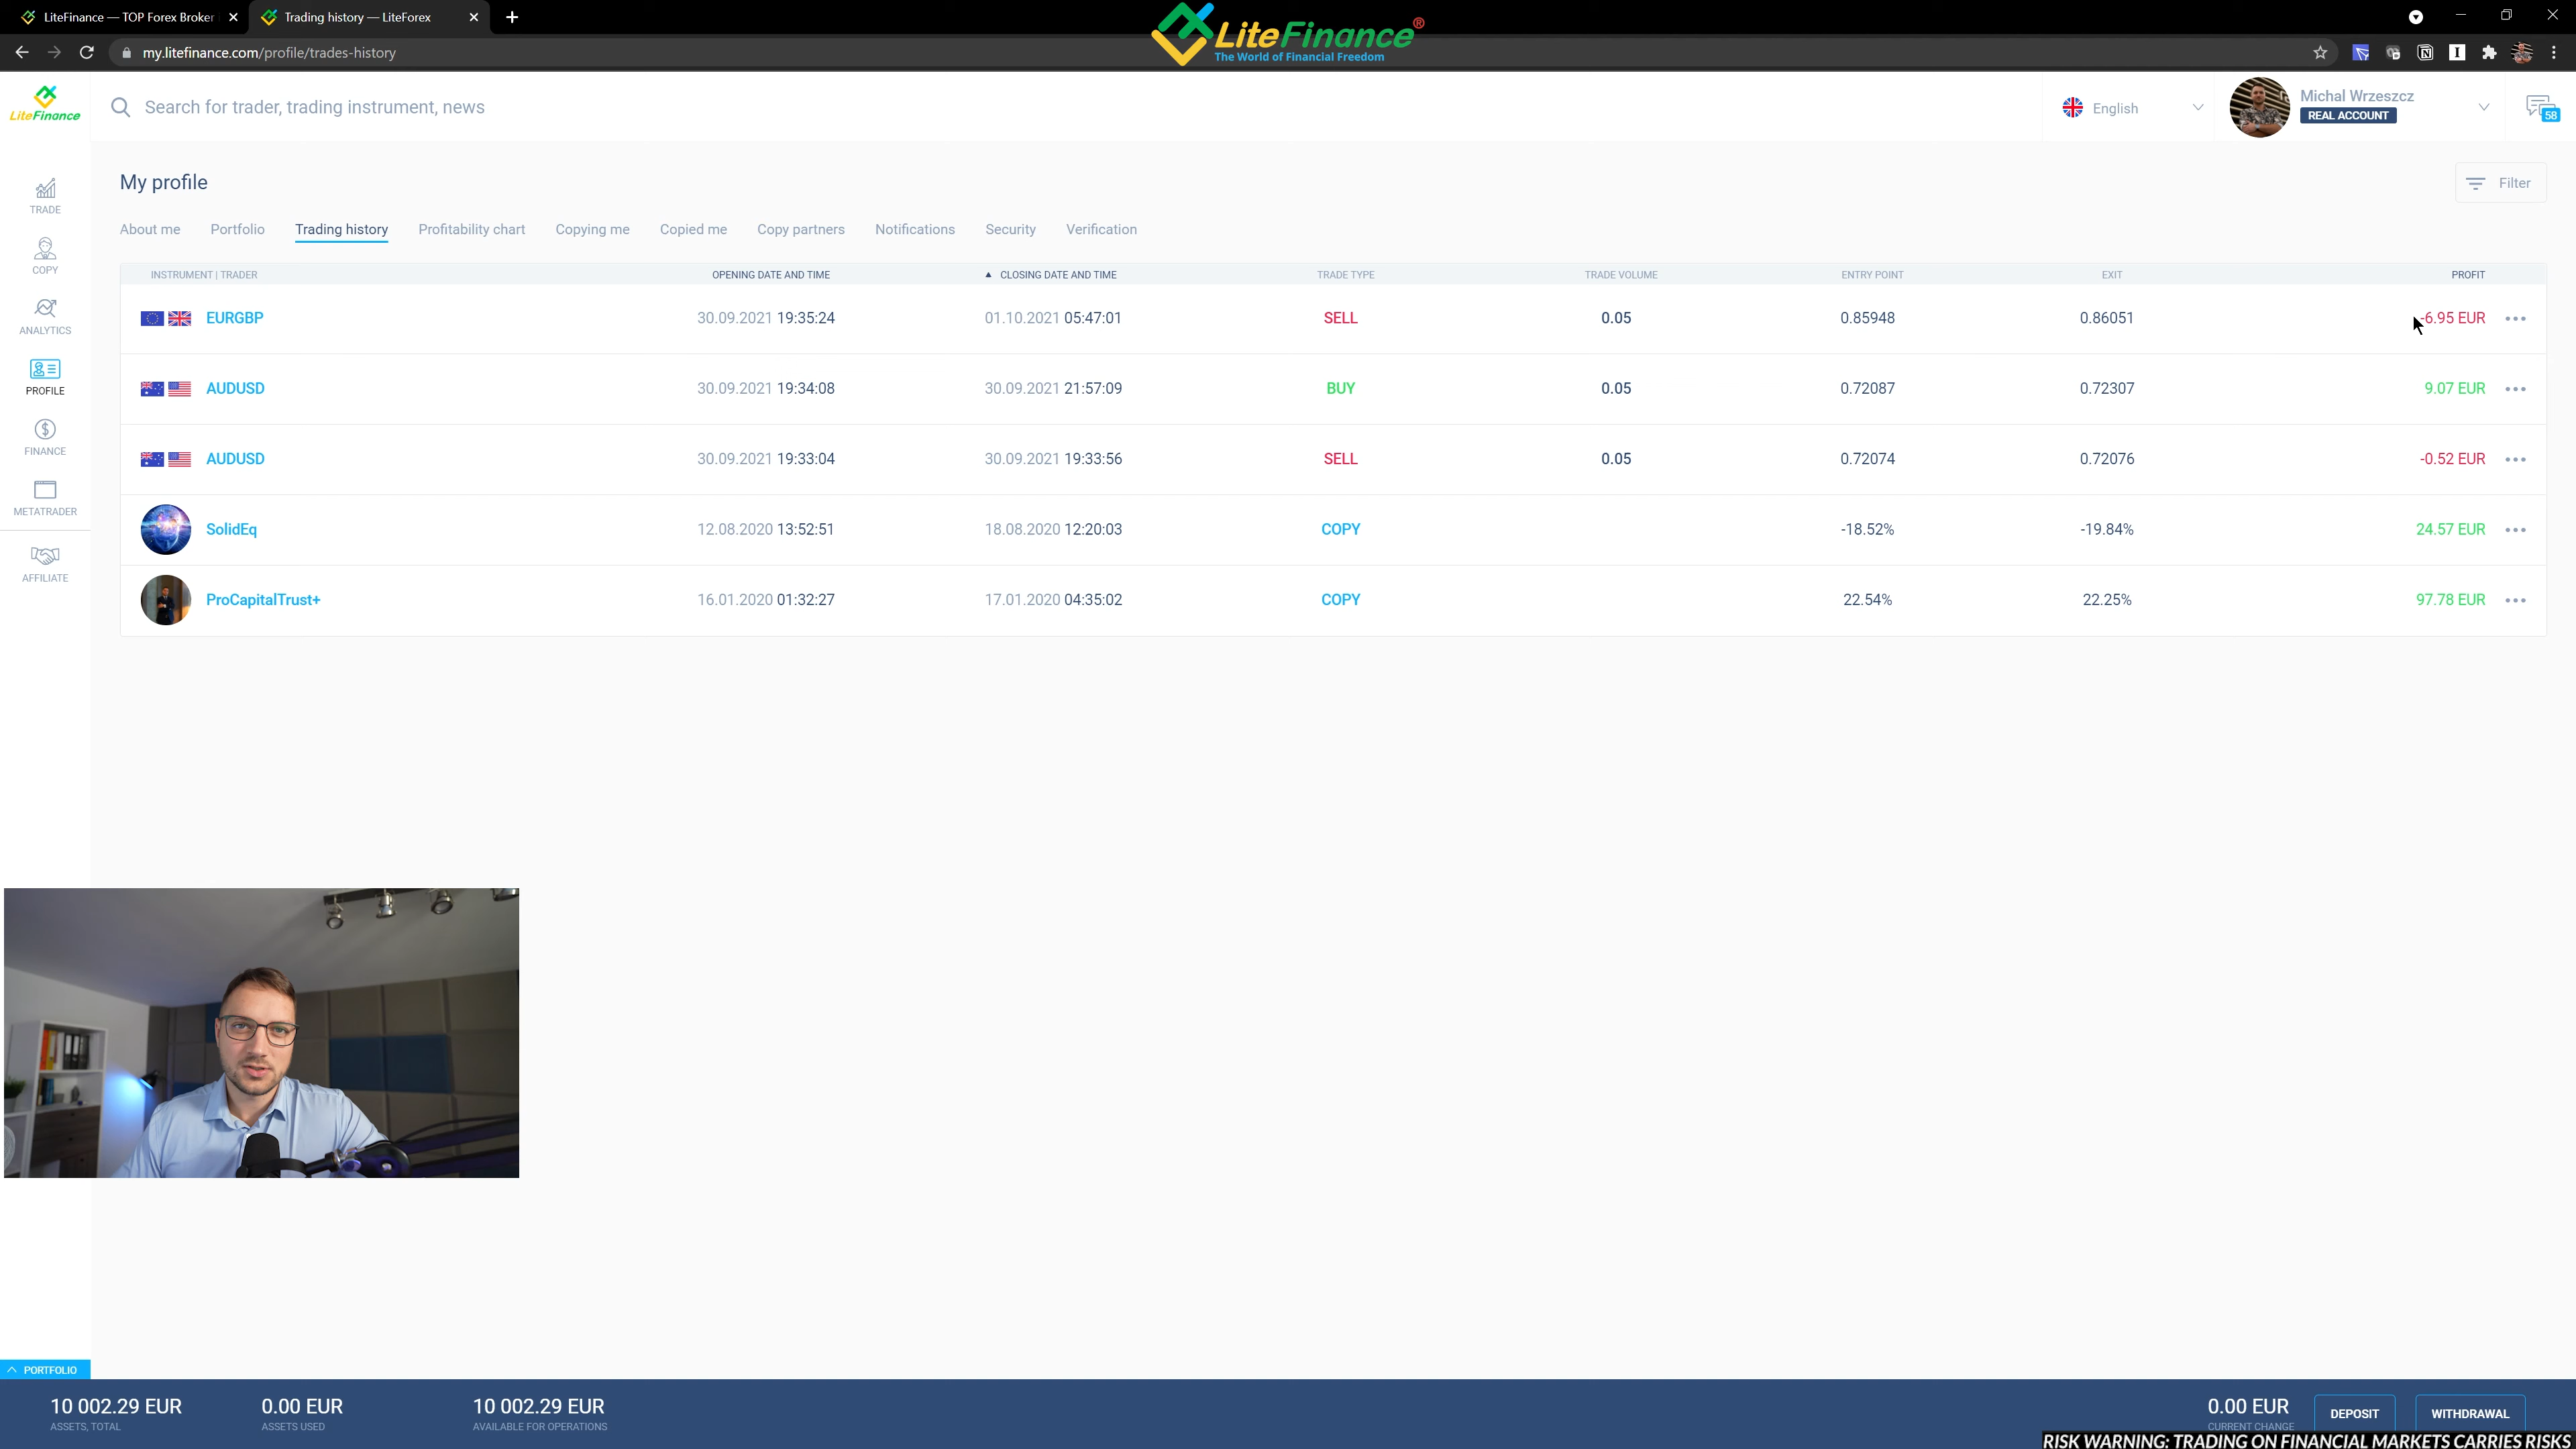 LiteFinance — TOP Forex Broker
Trading history — LiteForex
LiteFinance®
The World of Financial Freedom
my.litefinance.com/profile/trades-history
LiteFinance
Search for trader, trading instrument, news
English
Michal Wrzeszcz
REAL ACCOUNT
58
TRADE
COPY
ANALYTICS
PROFILE
FINANCE
METATRADER
AFFILIATE
My profile
Filter
About me Portfolio Trading history Profitability chart Copying me Copied me Copy partners Notifications Security Verification
INSTRUMENT | TRADER OPENING DATE AND TIME CLOSING DATE AND TIME TRADE TYPE TRADE VOLUME ENTRY POINT EXIT PROFIT
EURGBP 30.09.2021 19:35:24 01.10.2021 05:47:01 SELL 0.05 0.85948 0.86051 -6.95 EUR
AUDUSD 30.09.2021 19:34:08 30.09.2021 21:57:09 BUY 0.05 0.72087 0.72307 9.07 EUR
AUDUSD 30.09.2021 19:33:04 30.09.2021 19:33:56 SELL 0.05 0.72074 0.72076 -0.52 EUR
SolidEq 12.08.2020 13:52:51 18.08.2020 12:20:03 COPY -18.52% -19.84% 24.57 EUR
ProCapitalTrust+ 16.01.2020 01:32:27 17.01.2020 04:35:02 COPY 22.54% 22.25% 97.78 EUR
PORTFOLIO
10 002.29 EUR 0.00 EUR 10 002.29 EUR 0.00 EUR DEPOSIT WITHDRAWAL
ASSETS, TOTAL ASSETS USED AVAILABLE FOR OPERATIONS CURRENT CHANGE
RISK WARNING: TRADING ON FINANCIAL MARKETS CARRIES RISKS